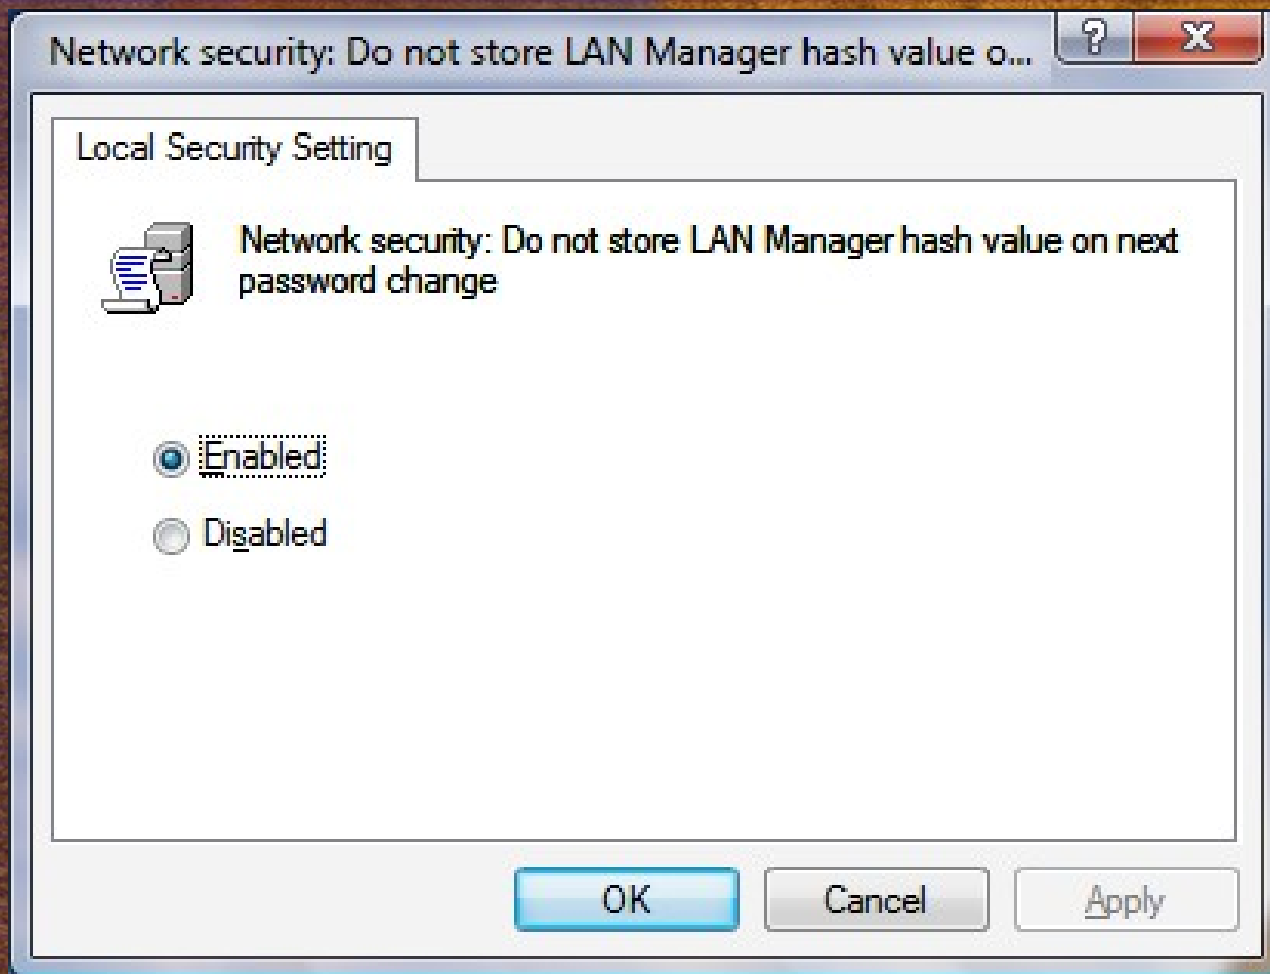 Network security: Do not store LAN Manager hash value o...
Local Security Setting
Network security: Do not store LAN Manager hash value on next
password change
Enabled
Disabled
OK
Cancel
Apply